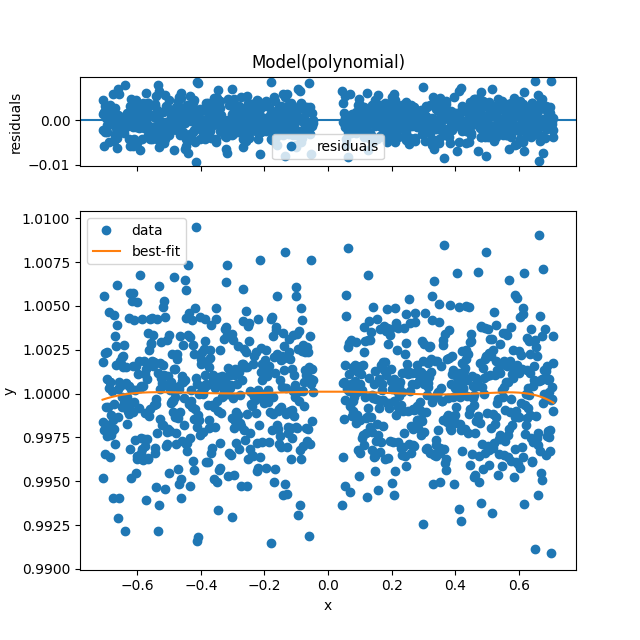 Model(polynomial)
residuals
0.00
−0.01
residuals
1.0100
1.0075
1.0050
1.0025
1.0000
0.9975
0.9950
0.9925
0.9900
y
data
best-fit
−0.6 −0.4 −0.2 0.0 0.2 0.4 0.6
x